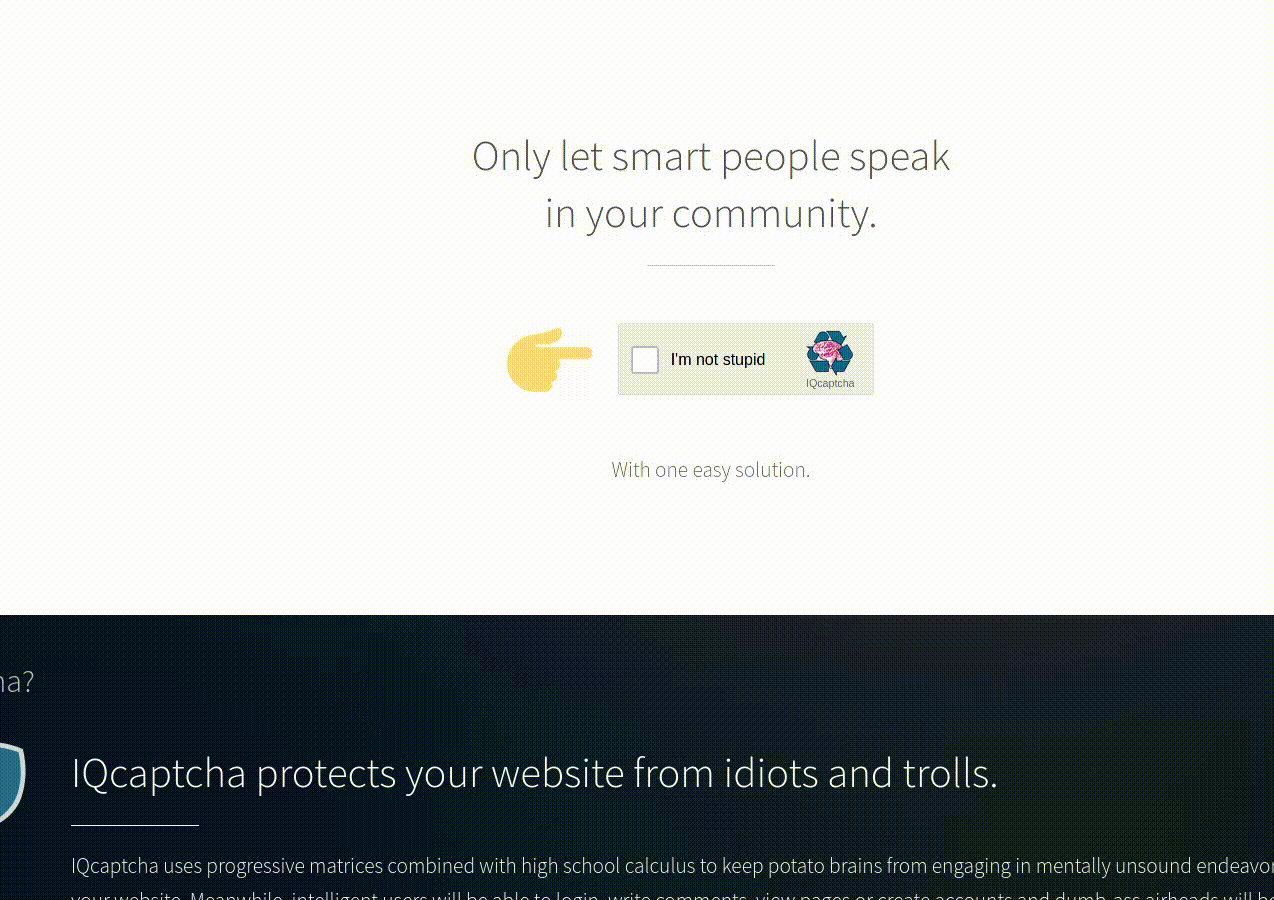 Only let smart people speak
in your community.
I'm not stupid
IQcaptcha
With one easy solution.
ha?
IQcaptcha protects your website from idiots and trolls.
IQcaptcha uses progressive matrices combined with high school calculus to keep potato brains from engaging in mentally unsound endeavor
your website. Meanwhile, intelligent users will be able to login, write comments, view pages or create accounts and dumb-ass airheads will be